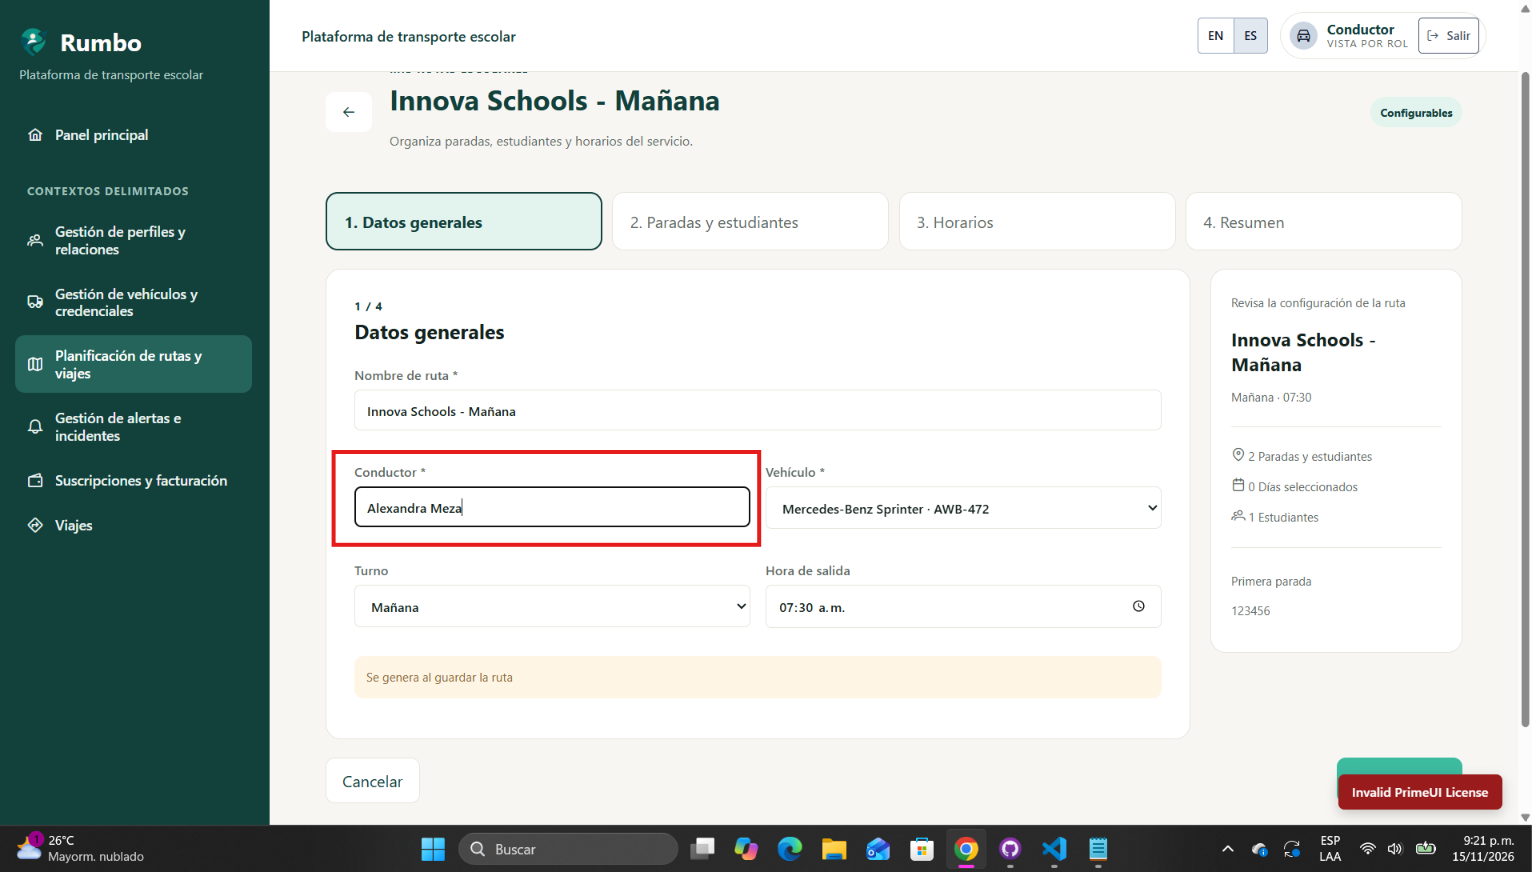 Rumbo
Plataforma de transporte escolar
Panel principal
CONTEXTOS DELIMITADOS
Gestión de perfiles y
relaciones
Gestión de vehículos y
credenciales
Planificación de rutas y
viajes
Gestión de alertas e
incidentes
Suscripciones y facturación
Viajes
Plataforma de transporte escolar
EN
ES
Conductor
VISTA POR ROL
Salir
Innova Schools - Mañana
Organiza paradas, estudiantes y horarios del servicio.
Configurables
1. Datos generales
2. Paradas y estudiantes
3. Horarios
4. Resumen
1 / 4
Datos generales
Nombre de ruta *
Innova Schools - Mañana
Conductor *
Alexandra Meza
Vehículo *
Mercedes-Benz Sprinter · AWB-472
Turno
Mañana
Hora de salida
07:30 a. m.
Se genera al guardar la ruta
Cancelar
Revisa la configuración de la ruta
Innova Schools -
Mañana
Mañana · 07:30
2 Paradas y estudiantes
0 Días seleccionados
1 Estudiantes
Primera parada
123456
Invalid PrimeUI License
1
26°C
Mayorm. nublado
Buscar
ESP
LAA
9:21 p. m.
15/11/2026